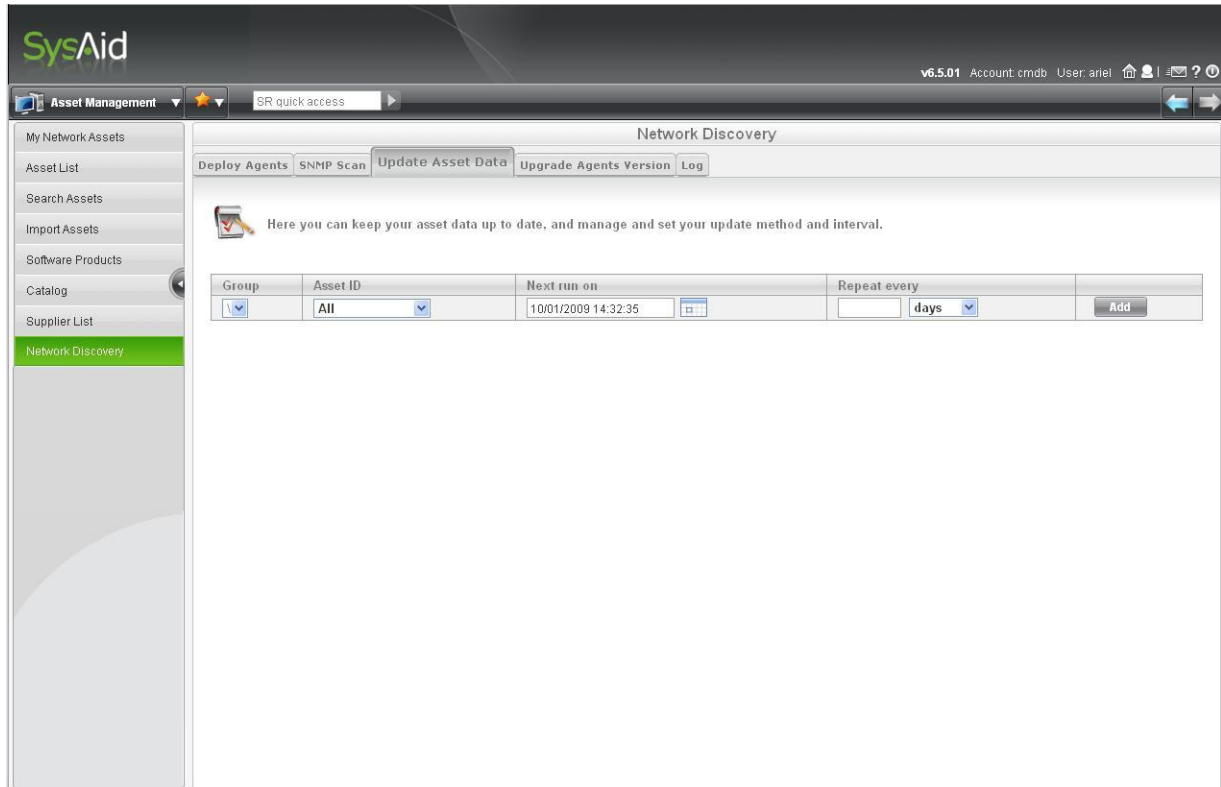 SysAid
v6.5.01 Account: cmdb User: ariel
Asset Management
SR quick access
My Network Assets
Asset List
Search Assets
Import Assets
Software Products
Catalog
Supplier List
Network Discovery
Network Discovery
Deploy Agents SNMP Scan Update Asset Data Upgrade Agents Version Log
Here you can keep your asset data up to date, and manage and set your update method and interval.
Group Asset ID Next run on Repeat every
\ All 10/01/2009 14:32:35 days Add